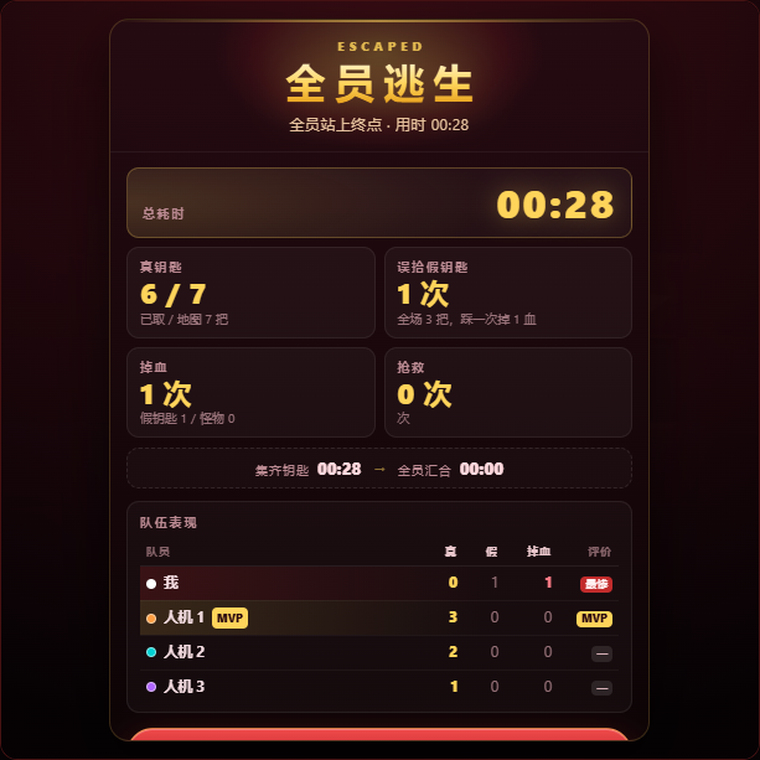 ESCAPED
全员逃生
全员站上终点 · 用时 00:28
总耗时 00:28
真钥匙 误拾假钥匙
6 / 7 1 次
已取 / 地图 7 把 全场 3 把，踩一次掉 1 血
掉血 抢救
1 次 0 次
假钥匙 1 / 怪物 0 次
集齐钥匙 00:28 → 全员汇合 00:00
队伍表现
队员 真 假 掉血 评价
我 0 1 1 最惨
人机 1 MVP 3 0 0 MVP
人机 2 2 0 0 —
人机 3 1 0 0 —